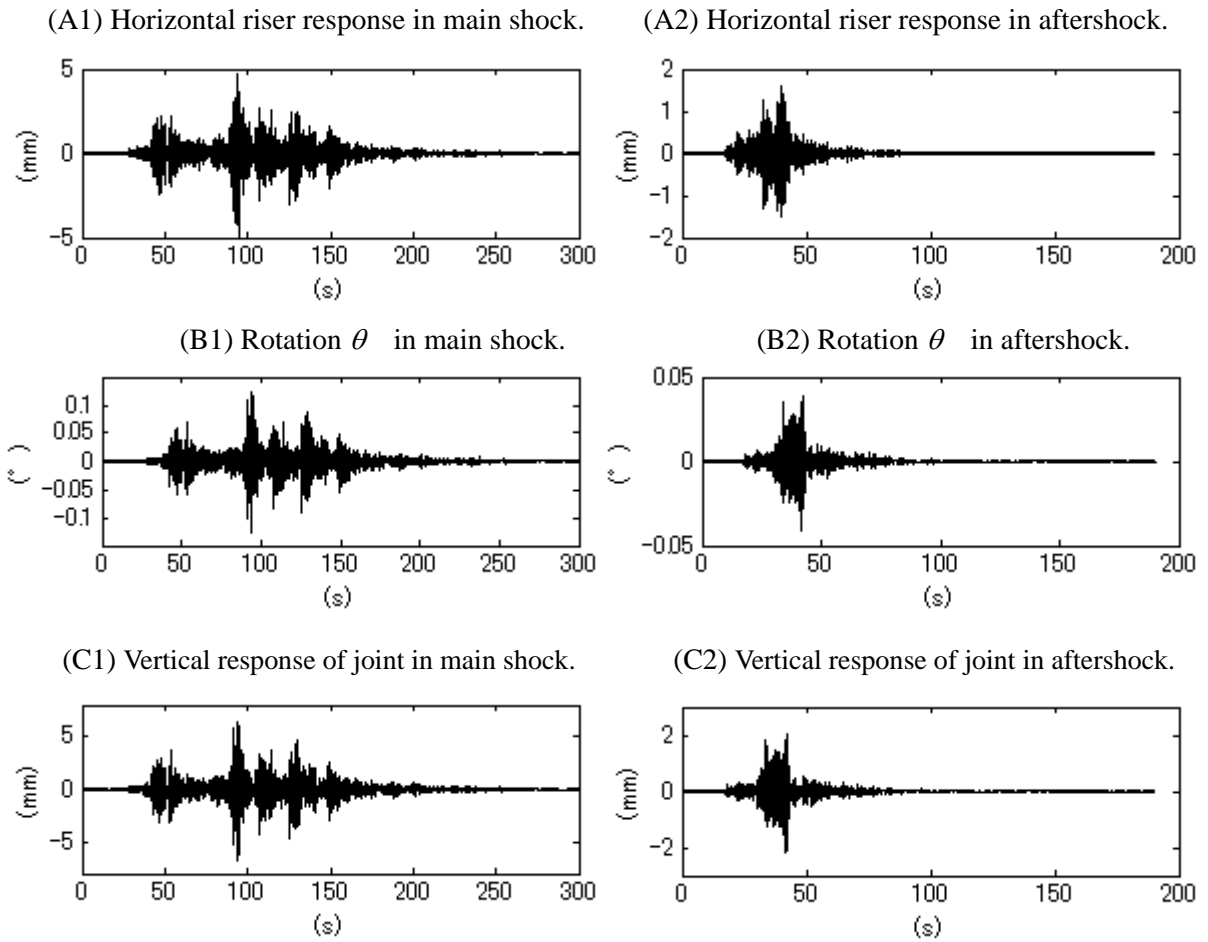 (A1) Horizontal riser response in main shock.
(A2) Horizontal riser response in aftershock.
5
0
−5
(mm)
0 50 100 150 200 250 300
(s)
2
1
0
−1
−2
(mm)
0 50 100 150 200
(s)
(B1) Rotation θ in main shock.
(B2) Rotation θ in aftershock.
0.1
0.05
0
−0.05
−0.1
(°)
0 50 100 150 200 250 300
(s)
0.05
0
−0.05
(°)
0 50 100 150 200
(s)
(C1) Vertical response of joint in main shock.
(C2) Vertical response of joint in aftershock.
5
0
−5
(mm)
0 50 100 150 200 250 300
(s)
2
0
−2
(mm)
0 50 100 150 200
(s)